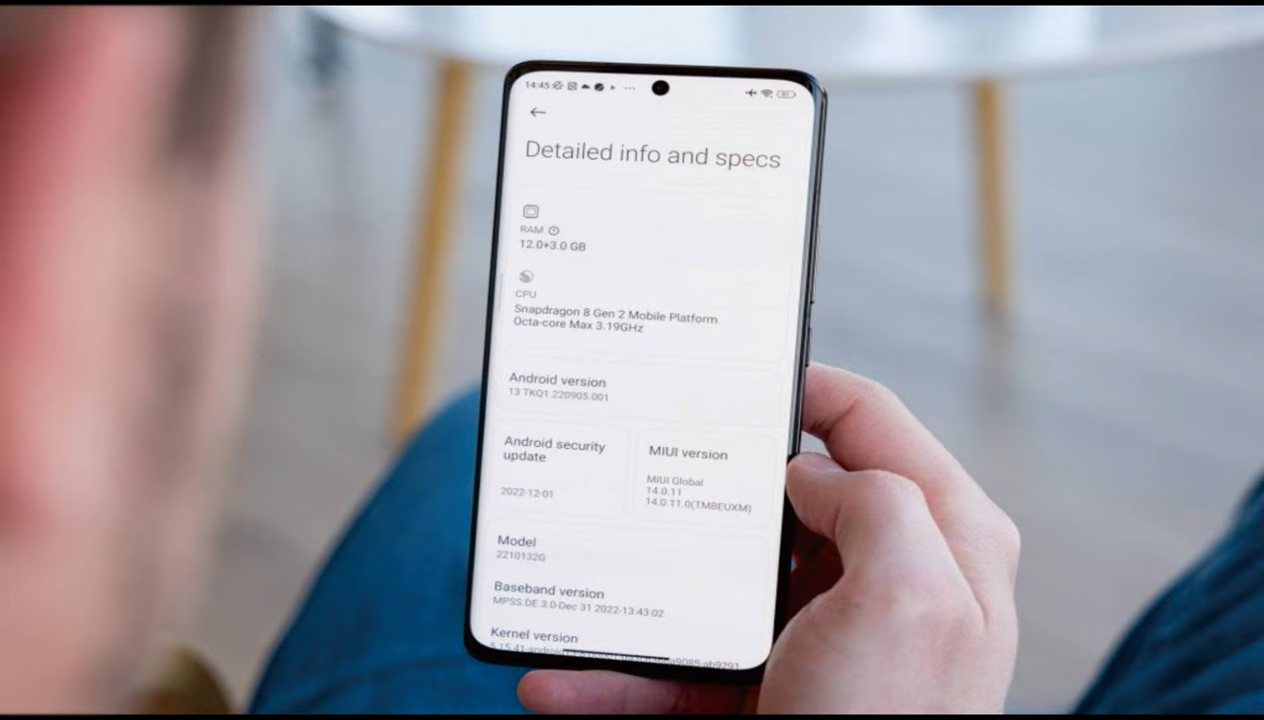 14:45
Detailed info and specs
RAM
12.0+3.0 GB
CPU
Snapdragon 8 Gen 2 Mobile Platform
Octa-core Max 3.19GHz
Android version
13 TKQ1.220905.001
Android security
update
2022-12-01
MIUI version
MIUI Global
14.0.11
14.0.11.0(TMBEUXM)
Model
2210132G
Baseband version
MPSS.DE.3.0-Dec 31 2022-13:43:02
Kernel version